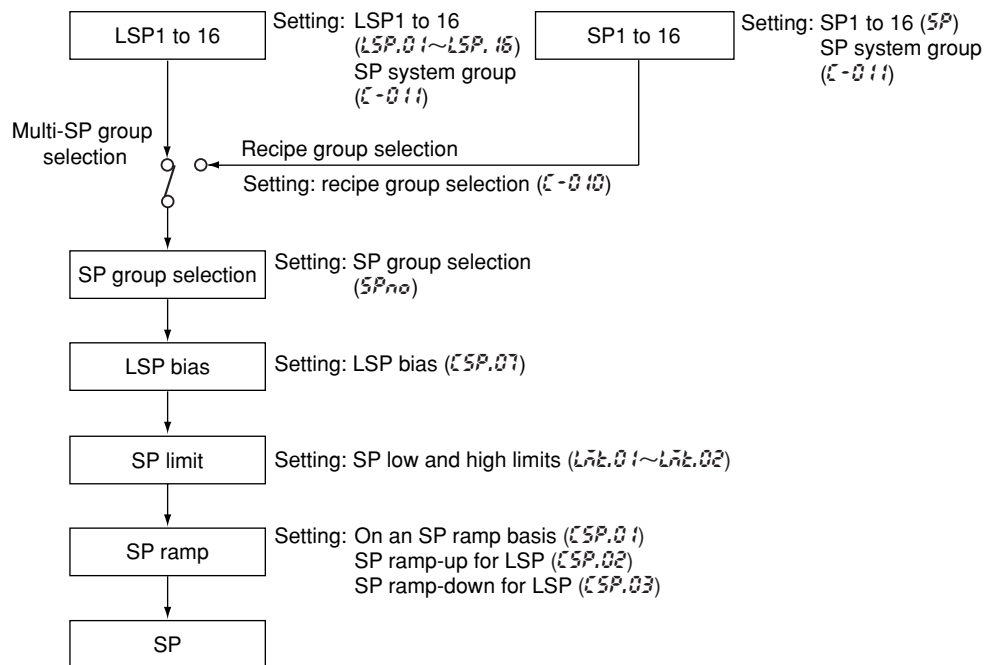 LSP1 to 16
Setting: LSP1 to 16
(LSP.01~LSP.16)
SP system group
(C-011)
SP1 to 16
Setting: SP1 to 16 (SP)
SP system group
(C-011)
Multi-SP group
selection
Recipe group selection
Setting: recipe group selection (C-010)
SP group selection
Setting: SP group selection
(SPno)
LSP bias
Setting: LSP bias (CSP.07)
SP limit
Setting: SP low and high limits (Lmt.01~Lmt.02)
SP ramp
Setting: On an SP ramp basis (CSP.01)
SP ramp-up for LSP (CSP.02)
SP ramp-down for LSP (CSP.03)
SP